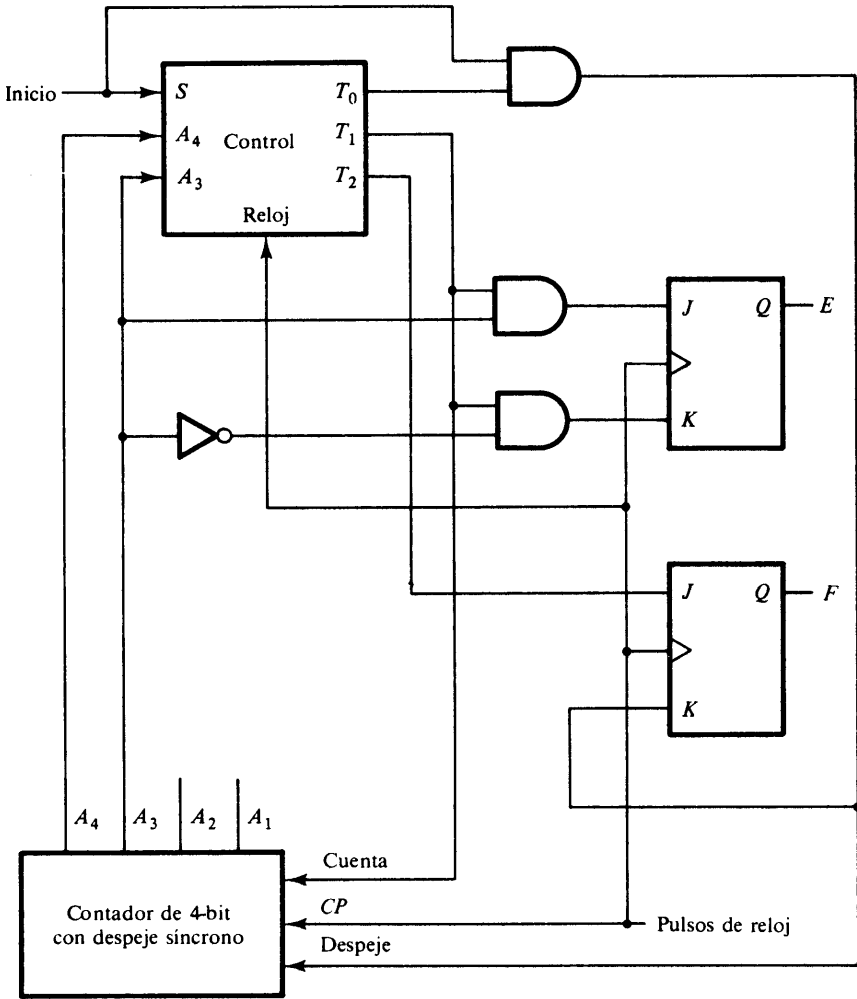 Inicio
S
T0
A4
Control
T1
A3
T2
Reloj
J
Q
E
K
J
Q
F
K
A4
A3
A2
A1
Cuenta
Contador de 4-bit
con despeje síncrono
CP
Pulsos de reloj
Despeje